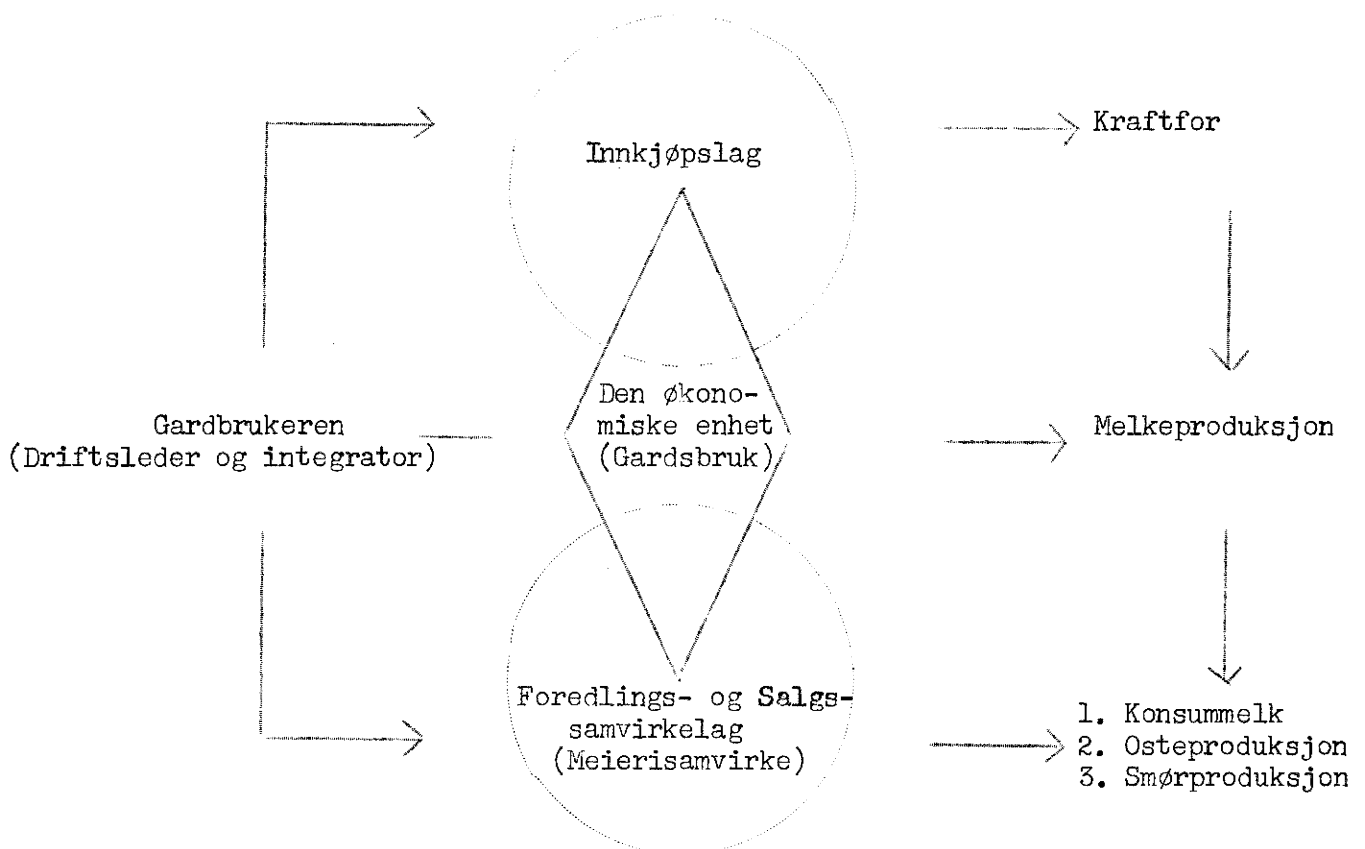 Innkjøpslag
Kraftfor
Gardbrukeren
(Driftsleder og integrator)
Den økono-
miske enhet
(Gardsbruk)
Melkeproduksjon
Foredlings- og Salgs-
samvirkelag
(Meierisamvirke)
1. Konsummelk
2. Osteproduksjon
3. Smørproduksjon